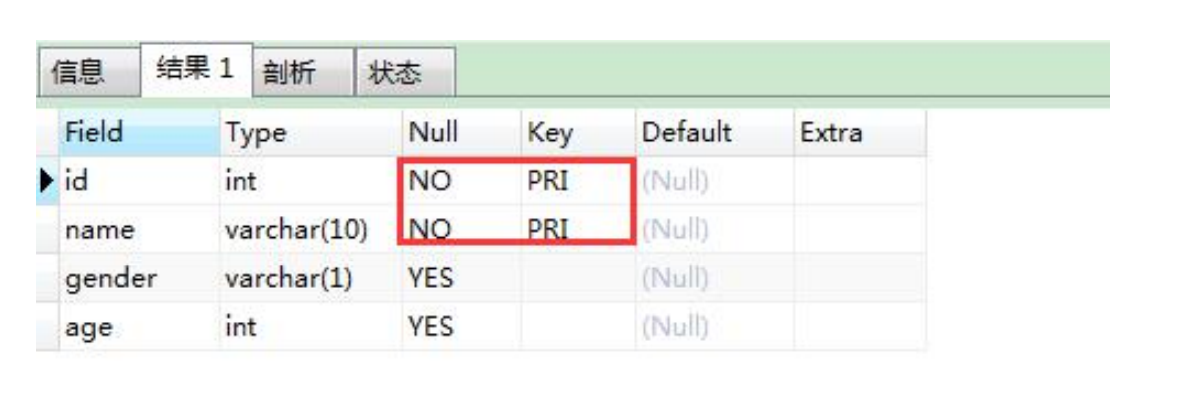 信息 结果 1 剖析 状态
Field Type Null Key Default Extra
id int NO PRI (Null)
name varchar(10) NO PRI (Null)
gender varchar(1) YES (Null)
age int YES (Null)